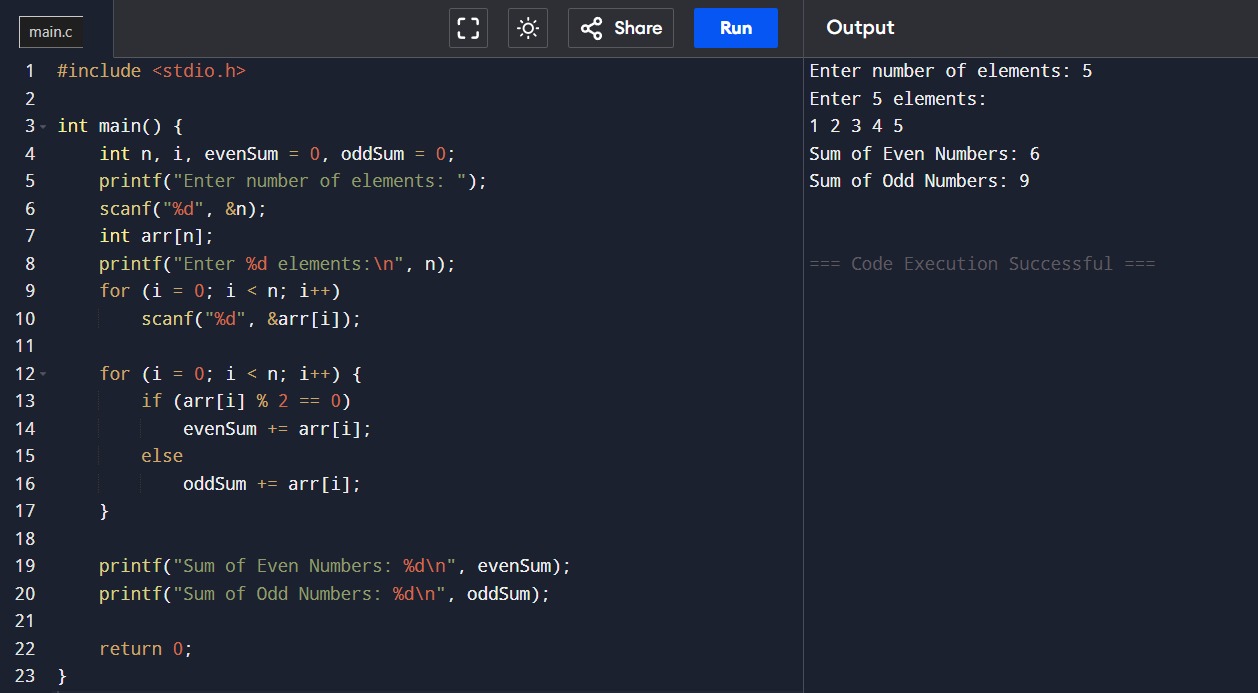 main.c
Share
Run
Output
1 #include <stdio.h>
2
3 int main() {
4     int n, i, evenSum = 0, oddSum = 0;
5     printf("Enter number of elements: ");
6     scanf("%d", &n);
7     int arr[n];
8     printf("Enter %d elements:\n", n);
9     for (i = 0; i < n; i++)
10         scanf("%d", &arr[i]);
11
12     for (i = 0; i < n; i++) {
13         if (arr[i] % 2 == 0)
14             evenSum += arr[i];
15         else
16             oddSum += arr[i];
17     }
18
19     printf("Sum of Even Numbers: %d\n", evenSum);
20     printf("Sum of Odd Numbers: %d\n", oddSum);
21
22     return 0;
23 }
Enter number of elements: 5
Enter 5 elements:
1 2 3 4 5
Sum of Even Numbers: 6
Sum of Odd Numbers: 9
=== Code Execution Successful ===